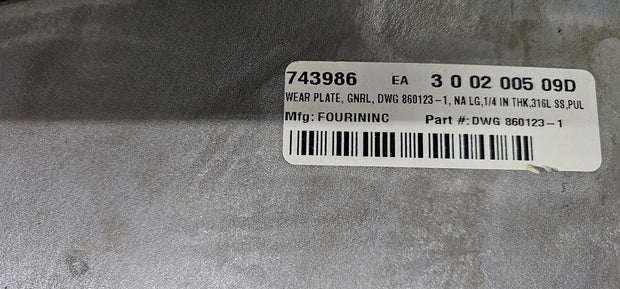 743986 EA 3 0 02 005 09D
WEAR PLATE, GNRL, DWG 860123-1, NA LG,1/4 IN THK,316L SS,PUL
Mfg: FOURININC Part #: DWG 860123-1